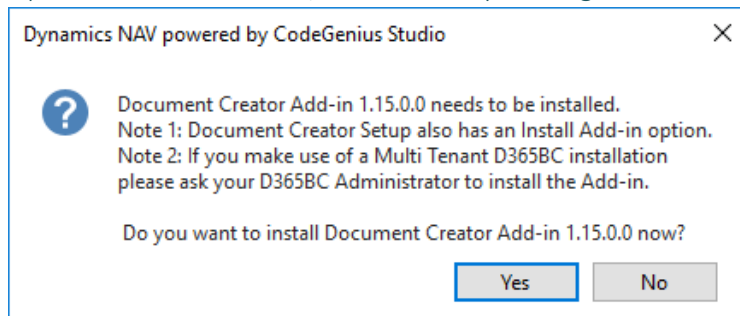 Dynamics NAV powered by CodeGenius Studio
Document Creator Add-in 1.15.0.0 needs to be installed.
Note 1: Document Creator Setup also has an Install Add-in option.
Note 2: If you make use of a Multi Tenant D365BC installation
please ask your D365BC Administrator to install the Add-in.
Do you want to install Document Creator Add-in 1.15.0.0 now?
Yes No